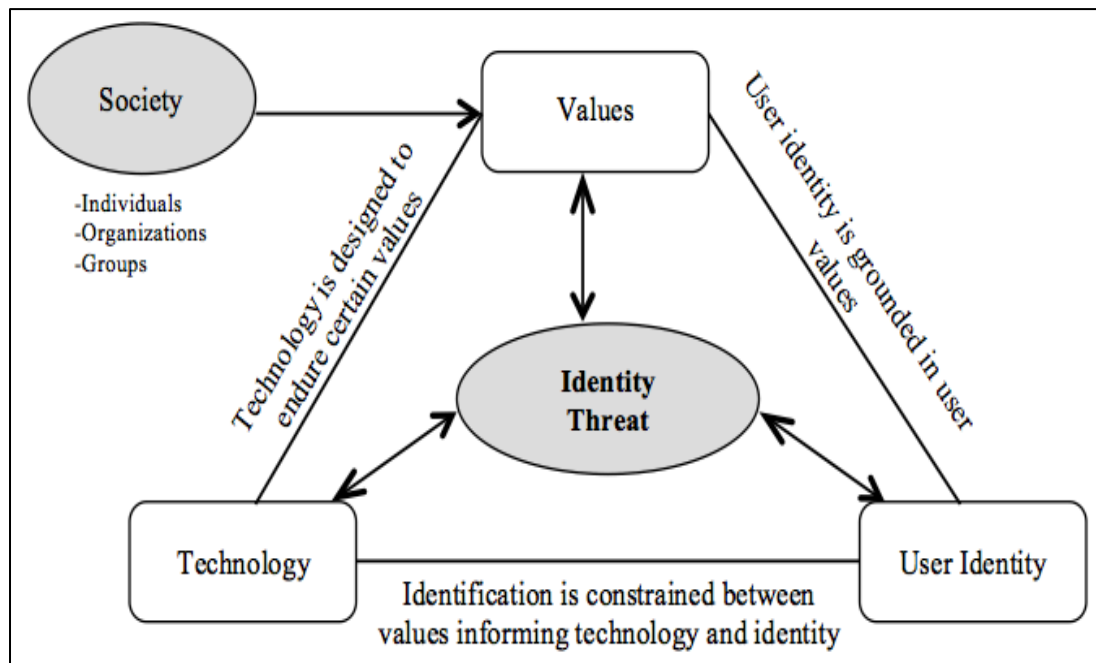 Society
-Individuals
-Organizations
-Groups
Values
Technology is designed to
endure certain values
User identity is grounded in user
values
Identity
Threat
Technology
User Identity
Identification is constrained between
values informing technology and identity